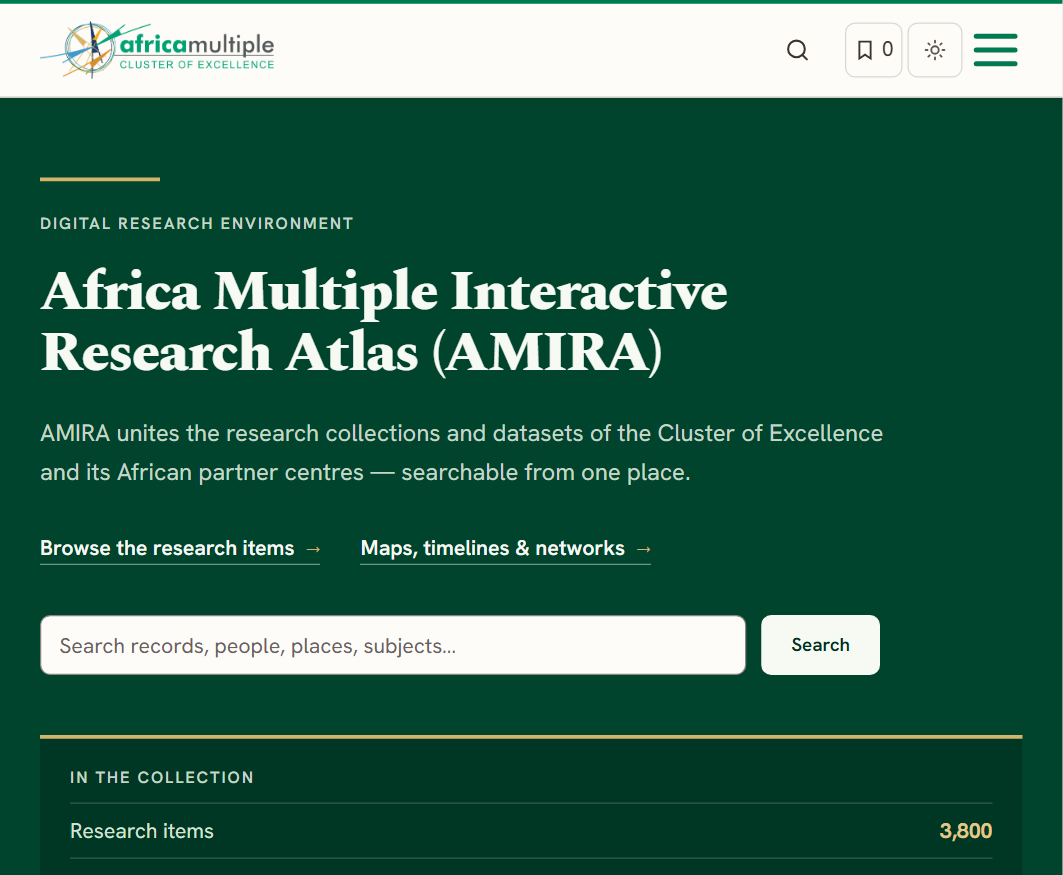 africamultiple
CLUSTER OF EXCELLENCE
0
DIGITAL RESEARCH ENVIRONMENT
Africa Multiple Interactive
Research Atlas (AMIRA)
AMIRA unites the research collections and datasets of the Cluster of Excellence
and its African partner centres — searchable from one place.
Browse the research items →
Maps, timelines & networks →
Search records, people, places, subjects...
Search
IN THE COLLECTION
Research items 3,800